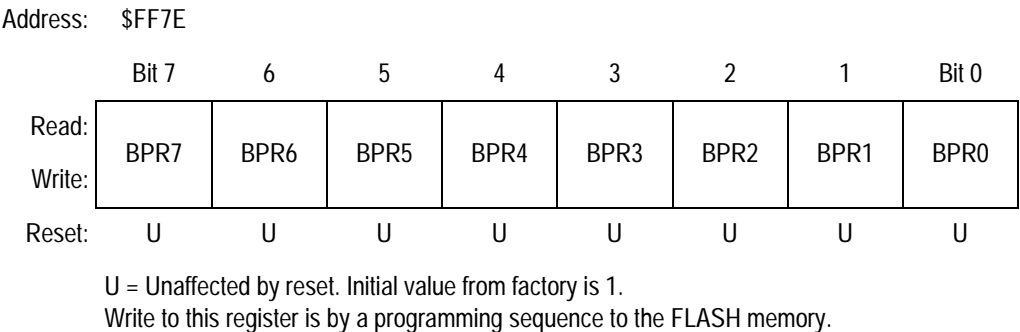 Address: $FF7E
Bit 7 6 5 4 3 2 1 Bit 0
Read:
BPR7 BPR6 BPR5 BPR4 BPR3 BPR2 BPR1 BPR0
Write:
Reset: U U U U U U U U
U = Unaffected by reset. Initial value from factory is 1.
Write to this register is by a programming sequence to the FLASH memory.